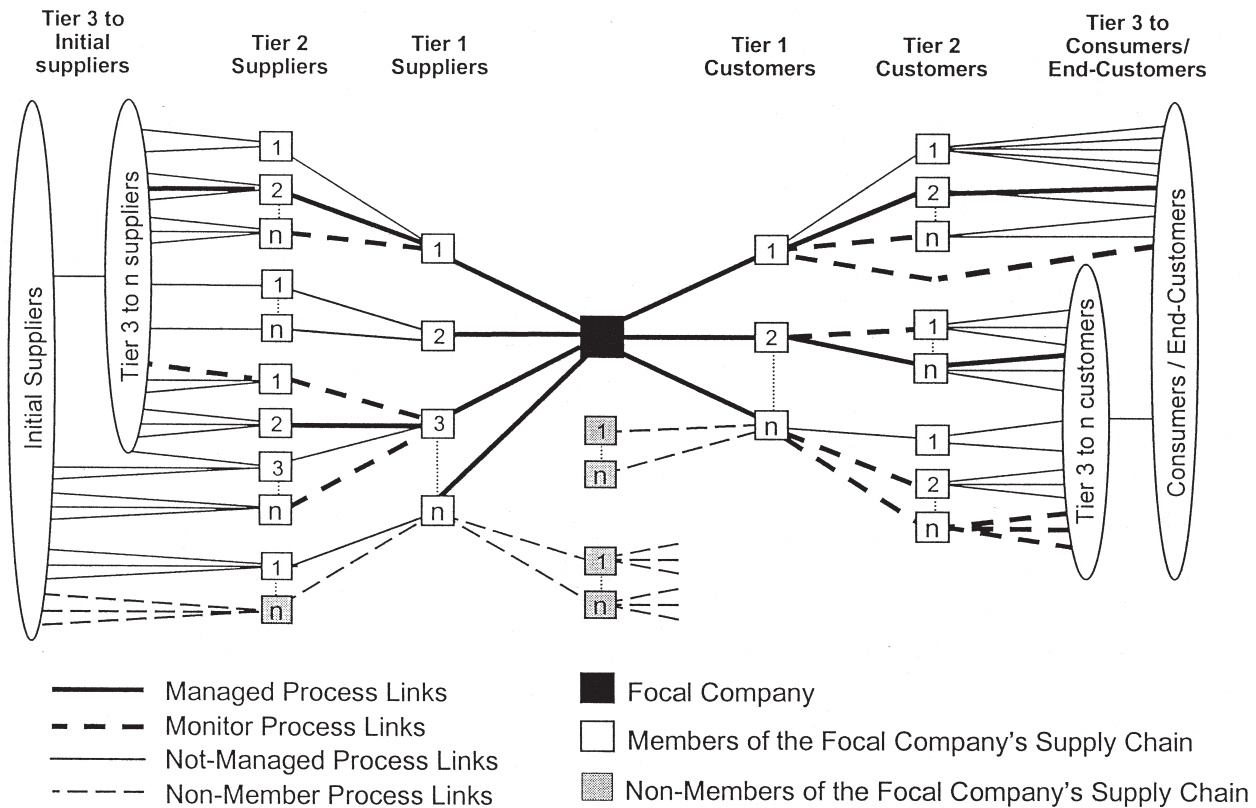 Tier 3 to
Initial
suppliers
Tier 2
Suppliers
Tier 1
Suppliers
Tier 1
Customers
Tier 2
Customers
Tier 3 to
Consumers/
End-Customers
Initial Suppliers
Tier 3 to n suppliers
1
2
n
1
n
1
2
3
n
1
n
1
2
3
n
1
n
1
n
1
2
n
1
2
n
1
n
1
2
n
Tier 3 to n customers
Consumers / End-Customers
Managed Process Links
Monitor Process Links
Not-Managed Process Links
Non-Member Process Links
Focal Company
Members of the Focal Company's Supply Chain
Non-Members of the Focal Company's Supply Chain